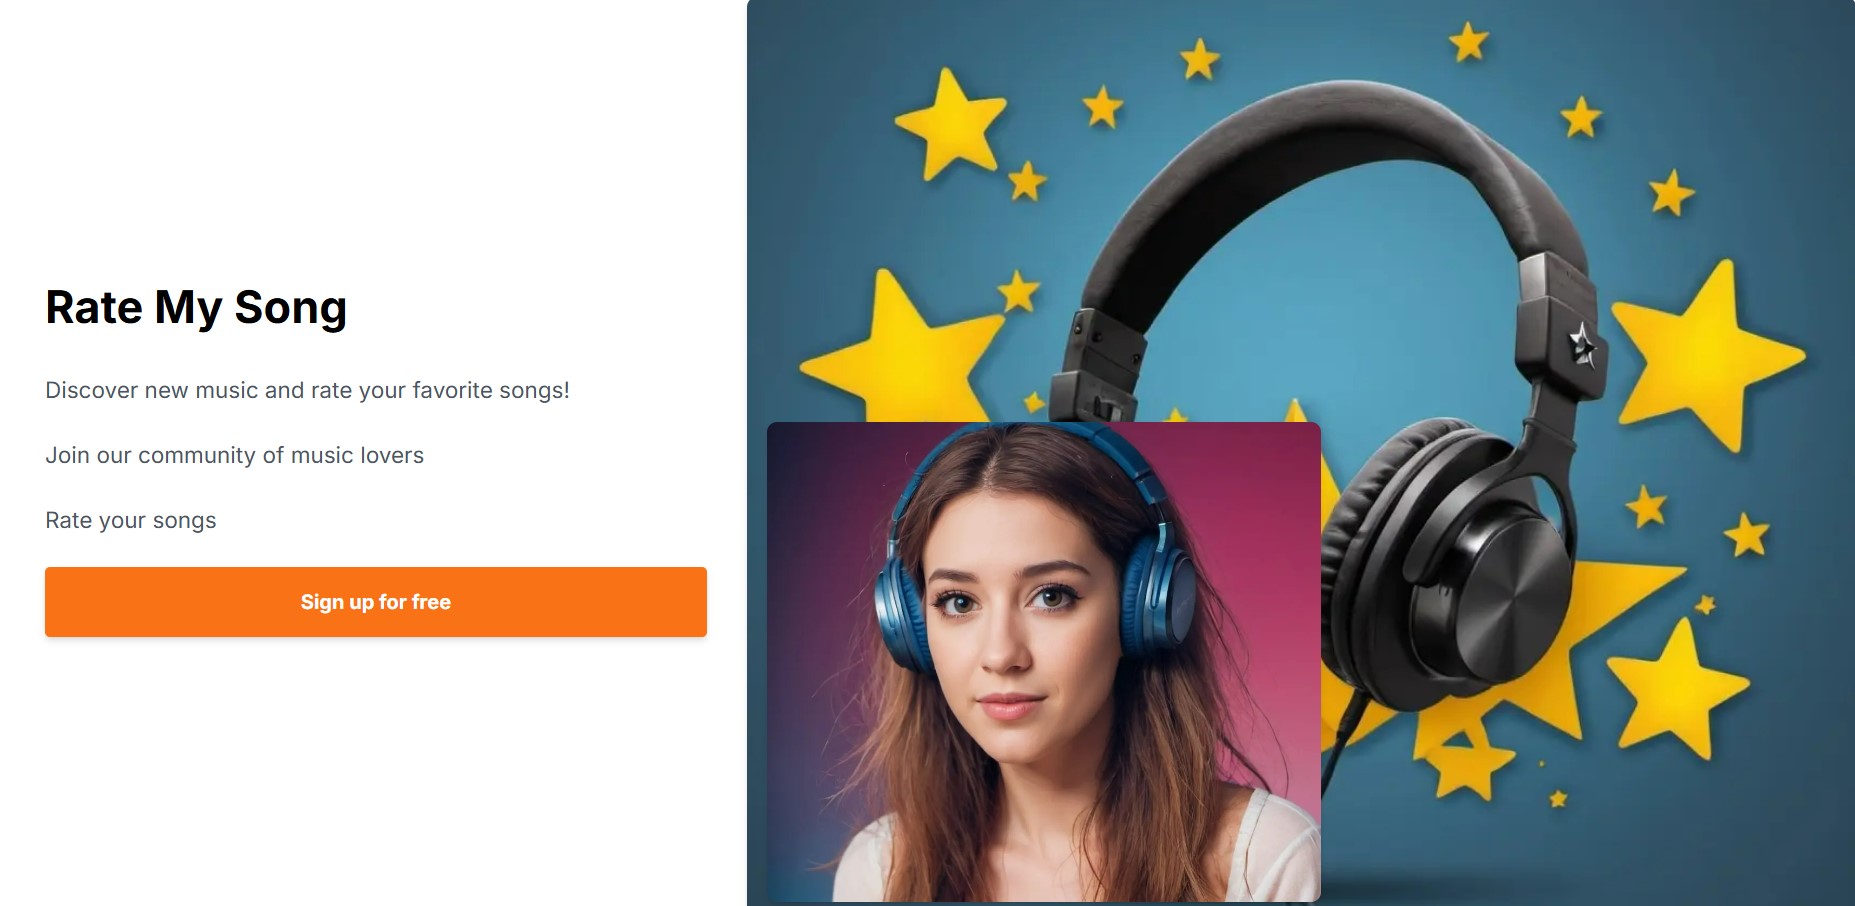 Rate My Song
Discover new music and rate your favorite songs!
Join our community of music lovers
Rate your songs
Sign up for free